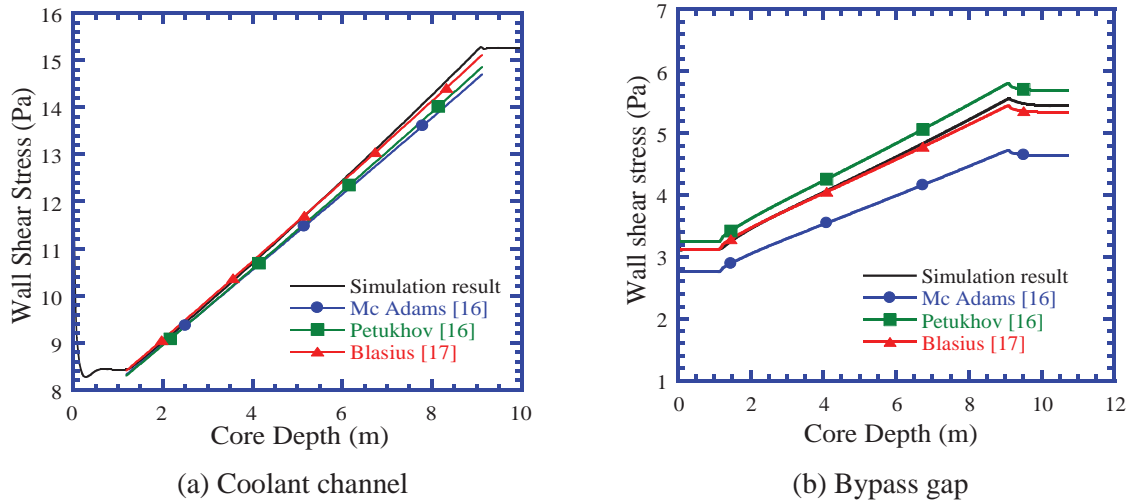 16
15
14
13
12
11
10
9
8
Wall Shear Stress (Pa)
Simulation result
Mc Adams [16]
Petukhov [16]
Blasius [17]
0 2 4 6 8 10
Core Depth (m)
(a) Coolant channel
7
6
5
4
3
2
1
Wall shear stress (Pa)
Simulation result
Mc Adams [16]
Petukhov [16]
Blasius [17]
0 2 4 6 8 10 12
Core Depth (m)
(b) Bypass gap